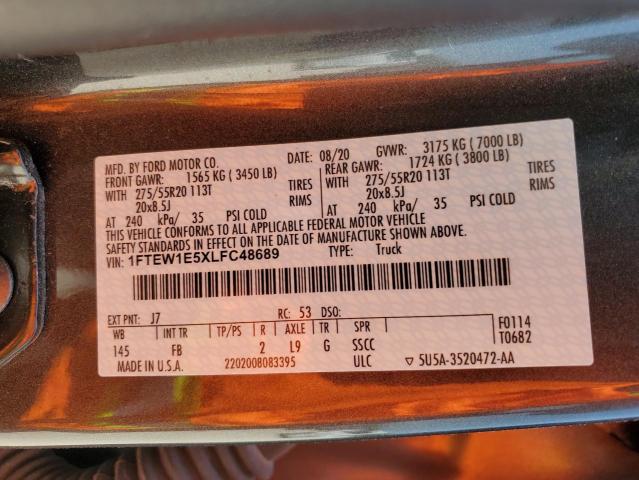 MFD. BY FORD MOTOR CO. DATE: 08/20 GVWR: 3175 KG ( 7000 LB)
FRONT GAWR: 1565 KG ( 3450 LB) REAR GAWR: 1724 KG ( 3800 LB)
WITH 275/55R20 113T TIRES WITH 275/55R20 113T TIRES
20x8.5J RIMS 20x8.5J RIMS
AT 240 kPa/ 35 PSI COLD AT 240 kPa/ 35 PSI COLD
THIS VEHICLE CONFORMS TO ALL APPLICABLE FEDERAL MOTOR VEHICLE
SAFETY STANDARDS IN EFFECT ON THE DATE OF MANUFACTURE SHOWN ABOVE.
VIN: 1FTEW1E5XLFC48689 TYPE: Truck
EXT PNT: J7 RC: 53 DSO:
WB INT TR TP/PS R AXLE TR SPR F0114
145 FB 2 L9 G SSCC T0682
MADE IN U.S.A. 2202008083395 ULC ▽ 5U5A-3520472-AA